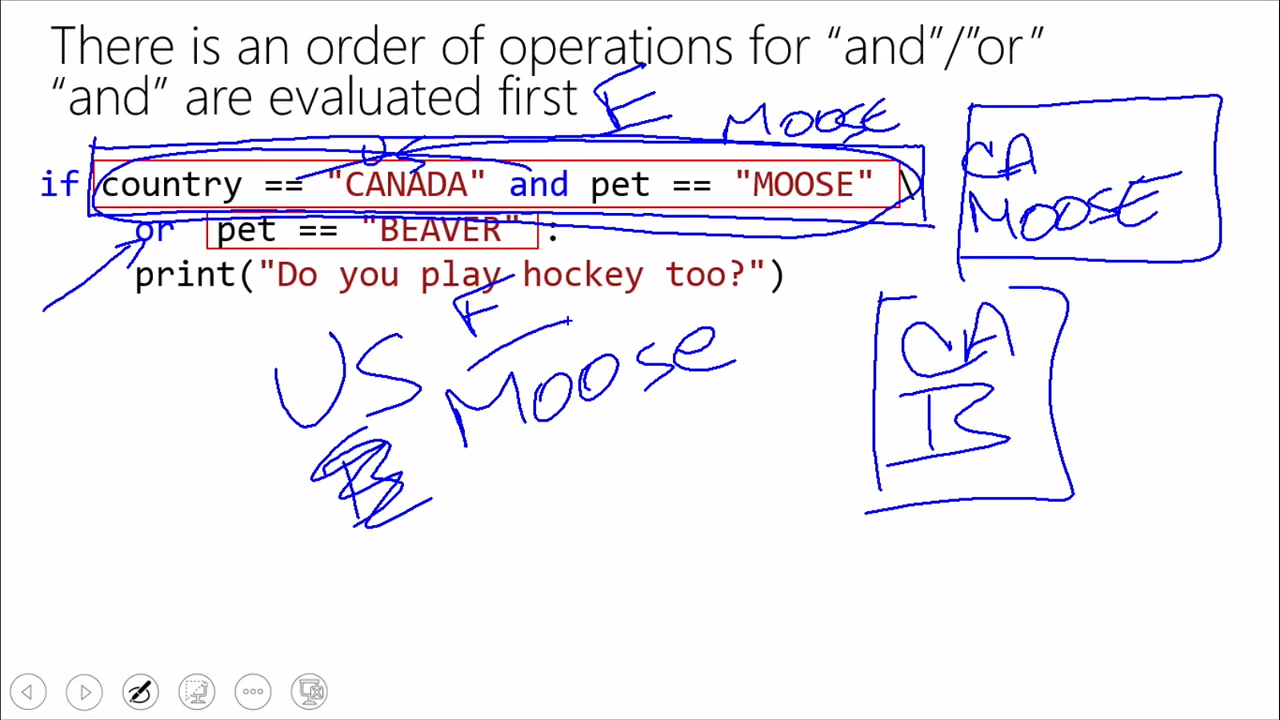 There is an order of operations for “and”/”or”
“and” are evaluated first
F
MOOSE
US
if country == "CANADA" and pet == "MOOSE" \
or pet == "BEAVER" :
print("Do you play hockey too?")
CA
MOOSE
F
US Moose
B
CA
B